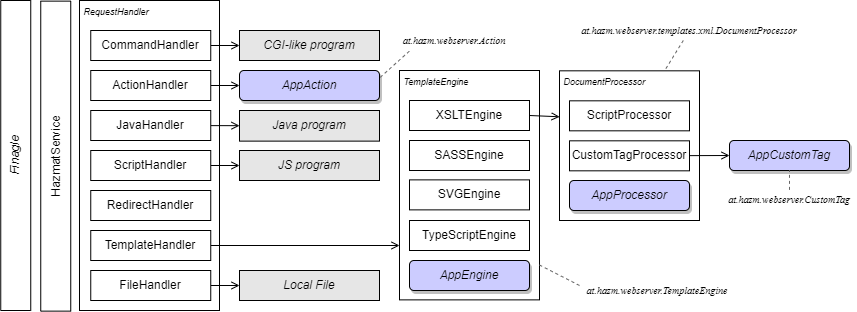 Finagle
HazmatService
RequestHandler
CommandHandler
CGI-like program
ActionHandler
AppAction
at.hazm.webserver.Action
JavaHandler
Java program
ScriptHandler
JS program
RedirectHandler
TemplateHandler
FileHandler
Local File
TemplateEngine
XSLTEngine
SASSEngine
SVGEngine
TypeScriptEngine
AppEngine
at.hazm.webserver.TemplateEngine
at.hazm.webserver.templates.xml.DocumentProcessor
DocumentProcessor
ScriptProcessor
CustomTagProcessor
AppProcessor
AppCustomTag
at.hazm.webserver.CustomTag